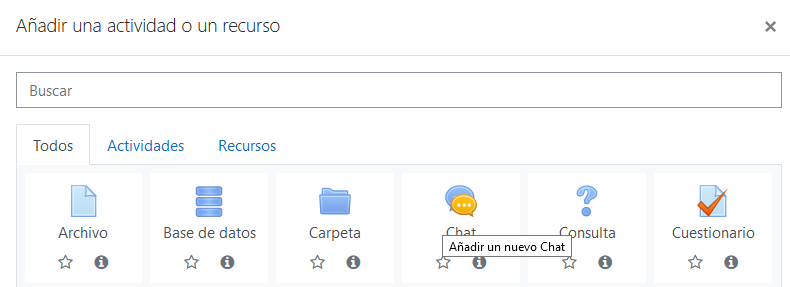 Añadir una actividad o un recurso
×
Buscar
Todos Actividades Recursos
Archivo Base de datos Carpeta Chat Consulta Cuestionario
Añadir un nuevo Chat